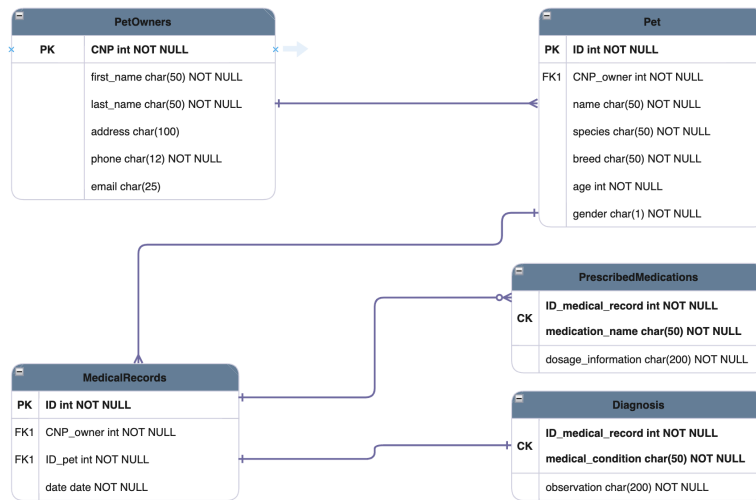 PetOwners
PK CNP int NOT NULL
first_name char(50) NOT NULL
last_name char(50) NOT NULL
address char(100)
phone char(12) NOT NULL
email char(25)
Pet
PK ID int NOT NULL
FK1 CNP_owner int NOT NULL
name char(50) NOT NULL
species char(50) NOT NULL
breed char(50) NOT NULL
age int NOT NULL
gender char(1) NOT NULL
PrescribedMedications
CK
ID_medical_record int NOT NULL
medication_name char(50) NOT NULL
dosage_information char(200) NOT NULL
MedicalRecords
PK ID int NOT NULL
FK1 CNP_owner int NOT NULL
FK1 ID_pet int NOT NULL
date date NOT NULL
Diagnosis
CK
ID_medical_record int NOT NULL
medical_condition char(50) NOT NULL
observation char(200) NOT NULL